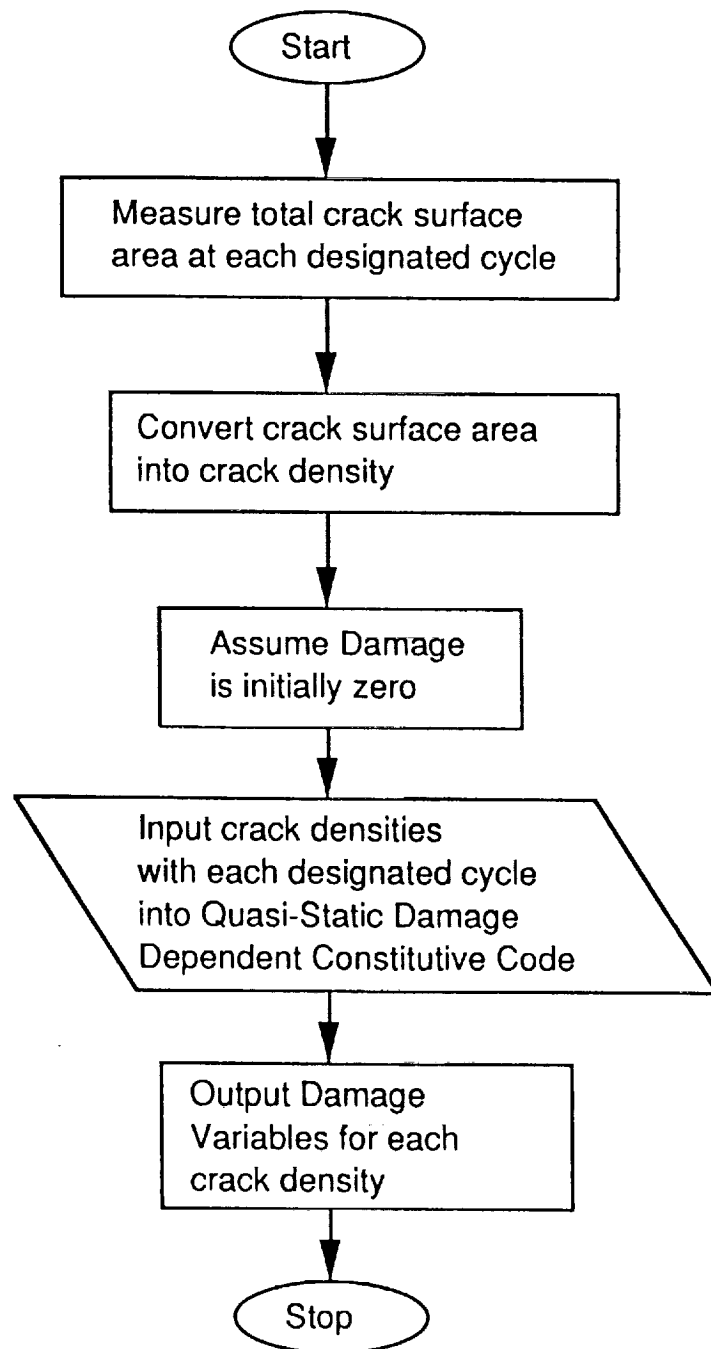 Start
Measure total crack surface
area at each designated cycle
Convert crack surface area
into crack density
Assume Damage
is initially zero
Input crack densities
with each designated cycle
into Quasi-Static Damage
Dependent Constitutive Code
Output Damage
Variables for each
crack density
Stop